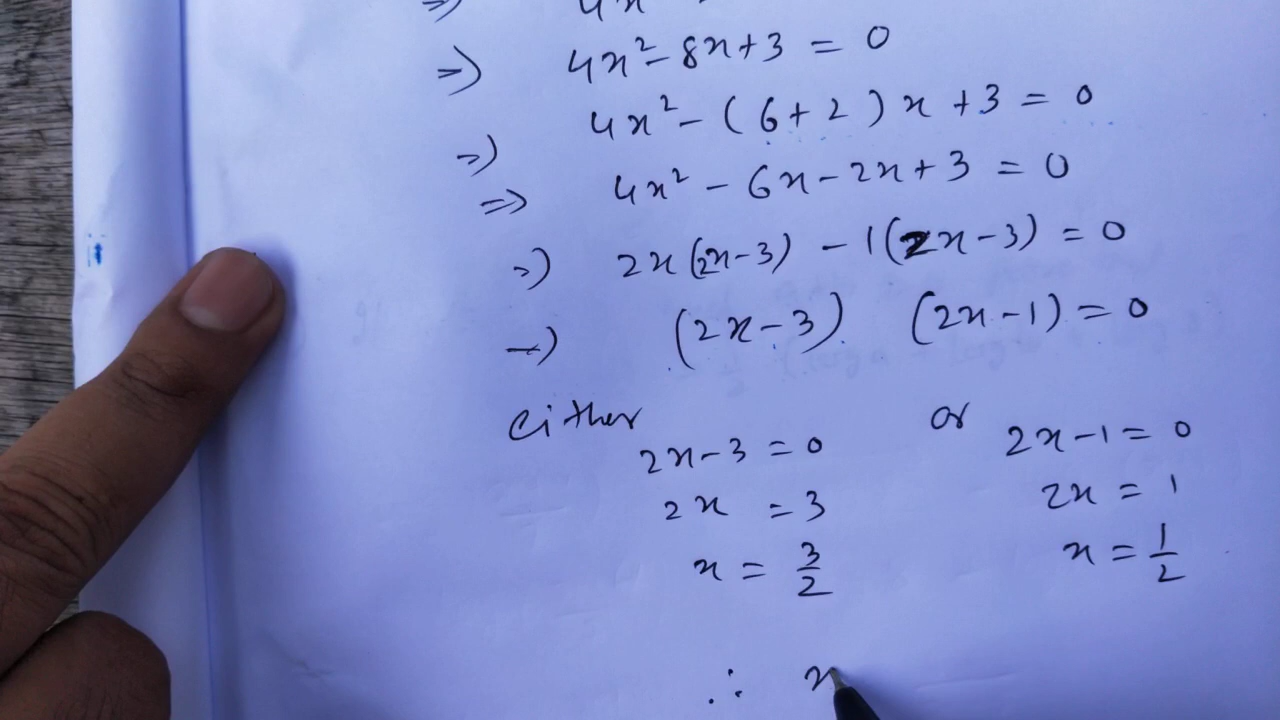 => 4x
=> 4x² - 8x + 3 = 0
=> 4x² - (6 + 2) x + 3 = 0
=> 4x² - 6x - 2x + 3 = 0
=> 2x (2x - 3) - 1 (2x - 3) = 0
=> (2x - 3) (2x - 1) = 0
either or
2x - 3 = 0 2x - 1 = 0
2x = 3 2x = 1
x = 3/2 x = 1/2
∴ x